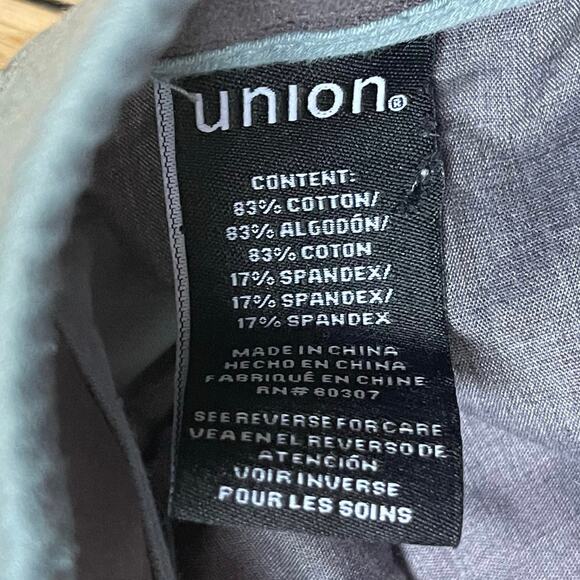 union®
CONTENT:
83% COTTON/
83% ALGODÓN/
83% COTON
17% SPANDEX/
17% SPANDEX/
17% SPANDEX
MADE IN CHINA
HECHO EN CHINA
FABRIQUÉ EN CHINE
RN# 60307
SEE REVERSE FOR CARE
VEA EN EL REVERSO DE
ATENCIÓN
VOIR INVERSE
POUR LES SOINS